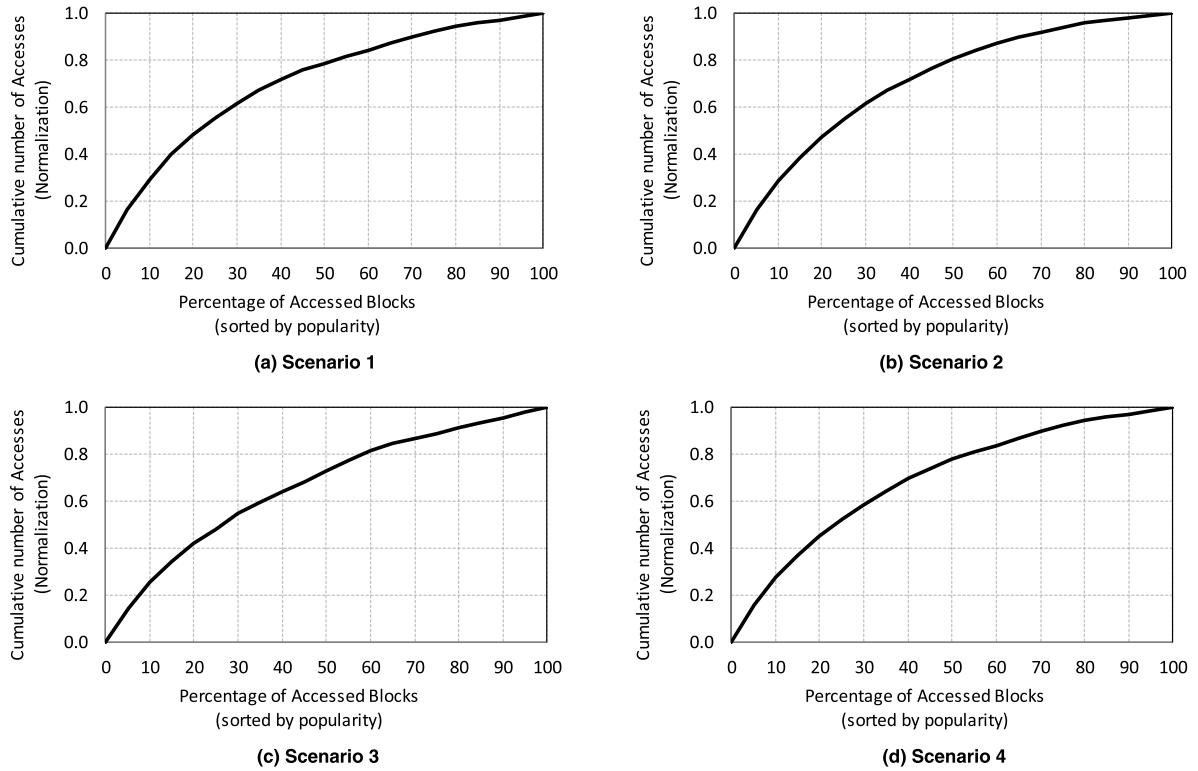 Cumulative number of Accesses
(Normalization)
1.0
0.8
0.6
0.4
0.2
0.0
0 10 20 30 40 50 60 70 80 90 100
Percentage of Accessed Blocks
(sorted by popularity)
(a) Scenario 1
Cumulative number of Accesses
(Normalization)
1.0
0.8
0.6
0.4
0.2
0.0
0 10 20 30 40 50 60 70 80 90 100
Percentage of Accessed Blocks
(sorted by popularity)
(b) Scenario 2
Cumulative number of Accesses
(Normalization)
1.0
0.8
0.6
0.4
0.2
0.0
0 10 20 30 40 50 60 70 80 90 100
Percentage of Accessed Blocks
(sorted by popularity)
(c) Scenario 3
Cumulative number of Accesses
(Normalization)
1.0
0.8
0.6
0.4
0.2
0.0
0 10 20 30 40 50 60 70 80 90 100
Percentage of Accessed Blocks
(sorted by popularity)
(d) Scenario 4